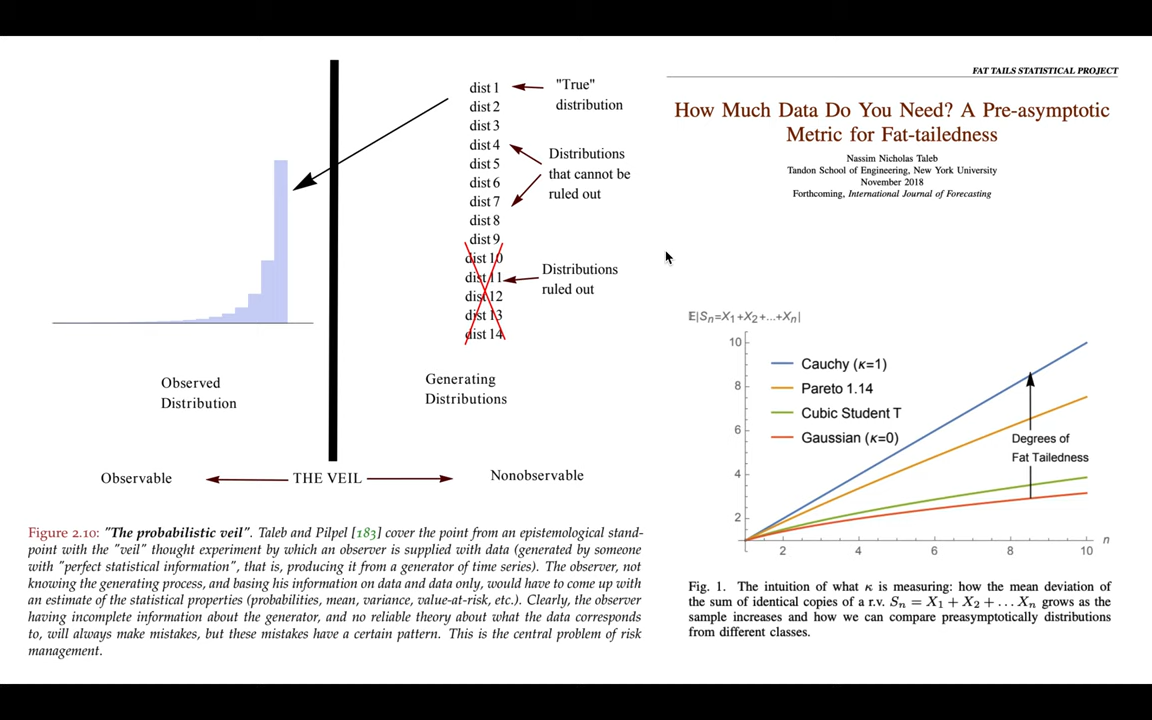 dist 1
dist 2
dist 3
dist 4
dist 5
dist 6
dist 7
dist 8
dist 9
dist 10
dist 11
dist 12
dist 13
dist 14
"True"
distribution
Distributions
that cannot be
ruled out
Distributions
ruled out
Observed
Distribution
Generating
Distributions
Observable
THE VEIL
Nonobservable
Figure 2.10: "The probabilistic veil". Taleb and Pilpel [183] cover the point from an epistemological stand-
point with the "veil" thought experiment by which an observer is supplied with data (generated by someone
with "perfect statistical information", that is, producing it from a generator of time series). The observer, not
knowing the generating process, and basing his information on data and data only, would have to come up with
an estimate of the statistical properties (probabilities, mean, variance, value-at-risk, etc.). Clearly, the observer
having incomplete information about the generator, and no reliable theory about what the data corresponds
to, will always make mistakes, but these mistakes have a certain pattern. This is the central problem of risk
management.
FAT TAILS STATISTICAL PROJECT
How Much Data Do You Need? A Pre-asymptotic
Metric for Fat-tailedness
Nassim Nicholas Taleb
Tandon School of Engineering, New York University
November 2018
Forthcoming, International Journal of Forecasting
𝔼|Sn=X1+X2+...+Xn|
10
8
6
4
2
Cauchy (κ=1)
Pareto 1.14
Cubic Student T
Gaussian (κ=0)
Degrees of
Fat Tailedness
2 4 6 8 10 n
Fig. 1. The intuition of what κ is measuring: how the mean deviation of
the sum of identical copies of a r.v. Sn = X1 + X2 + . . . Xn grows as the
sample increases and how we can compare preasymptotically distributions
from different classes.